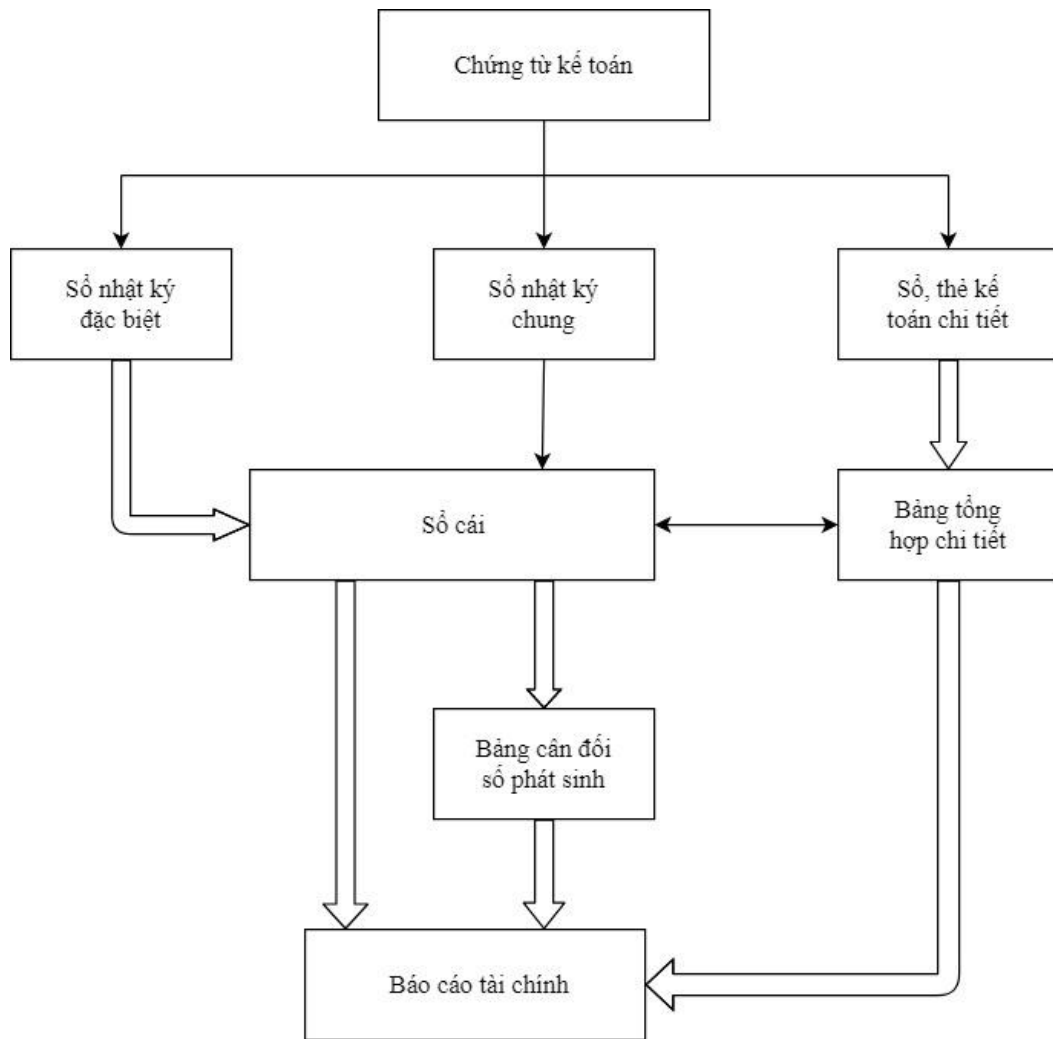 Chứng từ kế toán
Sổ nhật ký
đặc biệt
Sổ nhật ký
chung
Sổ, thẻ kế
toán chi tiết
Sổ cái
Bảng tổng
hợp chi tiết
Bảng cân đối
số phát sinh
Báo cáo tài chính